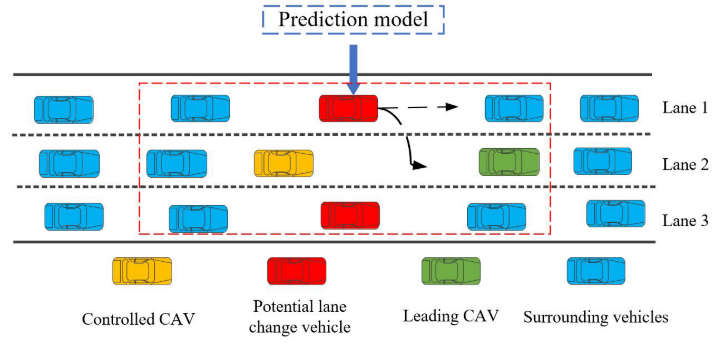 Prediction model
Lane 1
Lane 2
Lane 3
Controlled CAV
Potential lane
change vehicle
Leading CAV
Surrounding vehicles